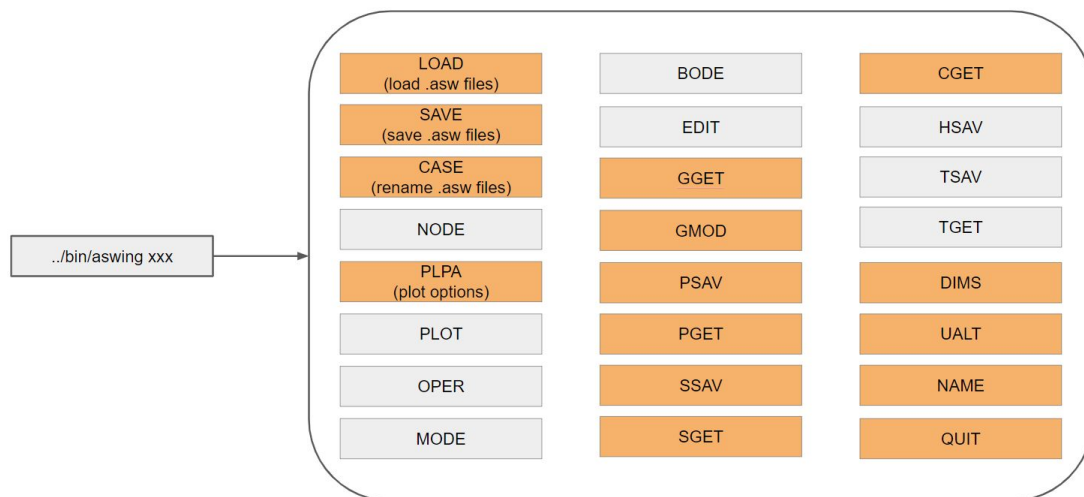 ../bin/aswing xxx
LOAD
(load .asw files)
SAVE
(save .asw files)
CASE
(rename .asw files)
NODE
PLPA
(plot options)
PLOT
OPER
MODE
BODE
EDIT
GGET
GMOD
PSAV
PGET
SSAV
SGET
CGET
HSAV
TSAV
TGET
DIMS
UALT
NAME
QUIT